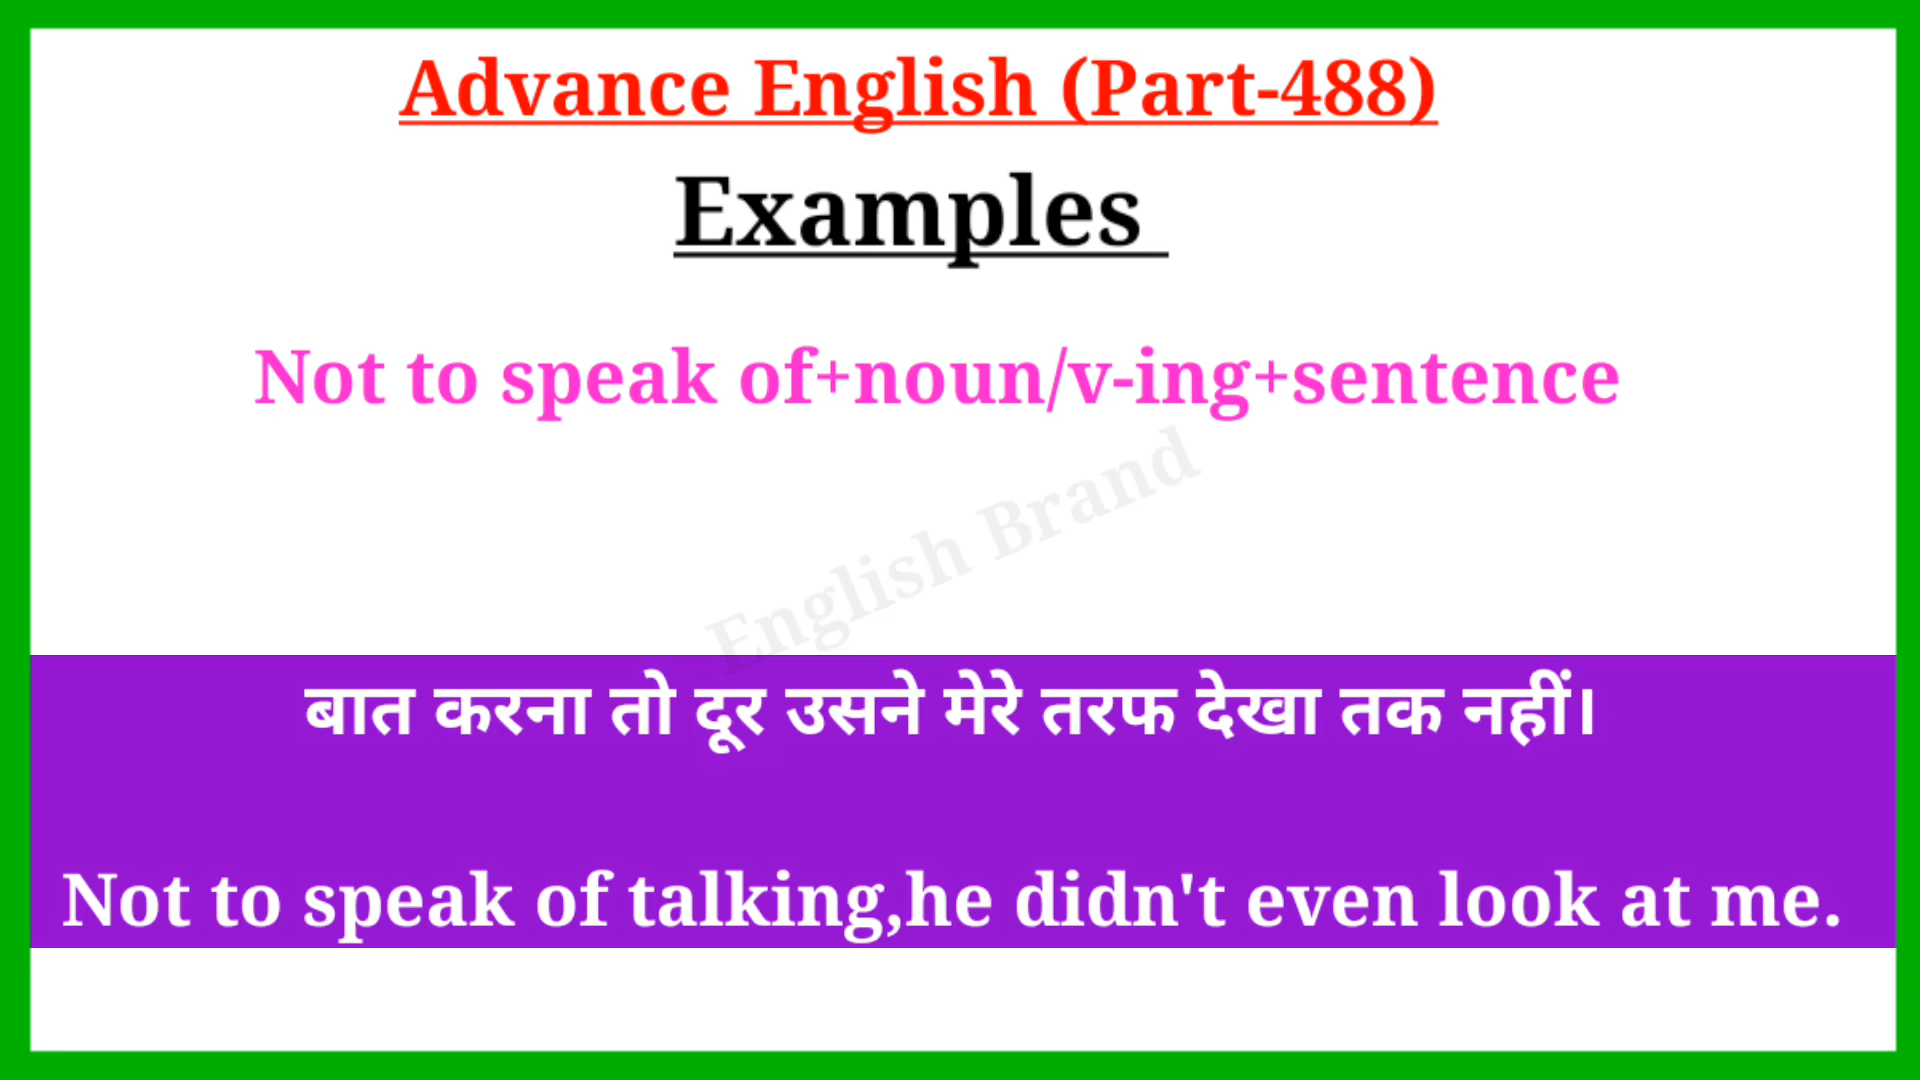 Advance English (Part-488)
Examples
Not to speak of+noun/v-ing+sentence
English Brand
बात करना तो दूर उसने मेरे तरफ देखा तक नहीं।
Not to speak of talking,he didn't even look at me.